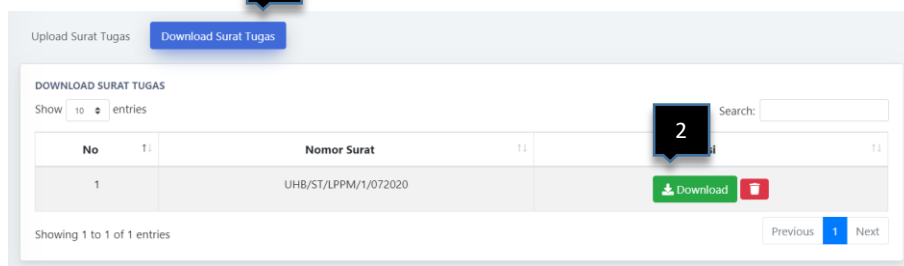 Upload Surat Tugas Download Surat Tugas
DOWNLOAD SURAT TUGAS
Show 10 entries Search:
2
No Nomor Surat
1 UHB/ST/LPPM/1/072020 Download
Showing 1 to 1 of 1 entries Previous 1 Next